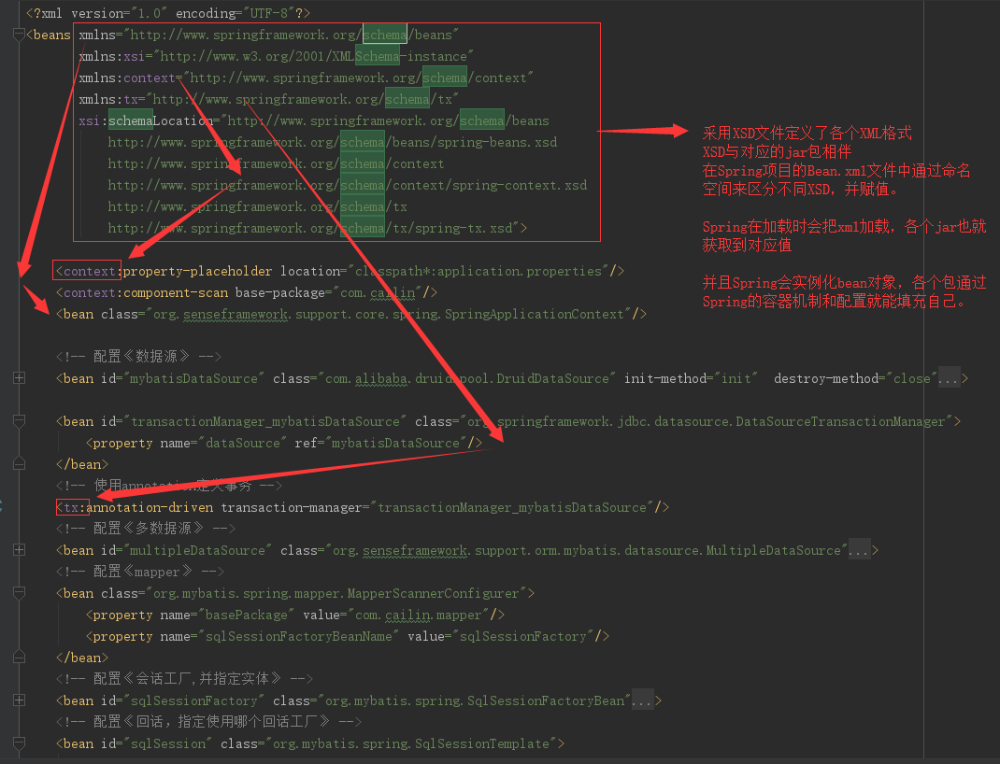 <?xml version="1.0" encoding="UTF-8"?>
<beans xmlns="http://www.springframework.org/schema/beans"
xmlns:xsi="http://www.w3.org/2001/XMLSchema-instance"
xmlns:context="http://www.springframework.org/schema/context"
xmlns:tx="http://www.springframework.org/schema/tx"
xsi:schemaLocation="http://www.springframework.org/schema/beans
http://www.springframework.org/schema/beans/spring-beans.xsd
http://www.springframework.org/schema/context
http://www.springframework.org/schema/context/spring-context.xsd
http://www.springframework.org/schema/tx
http://www.springframework.org/schema/tx/spring-tx.xsd">
采用XSD文件定义了各个XML格式
XSD与对应的jar包相伴
在Spring项目的Bean.xml文件中通过命名
空间来区分不同XSD，并赋值。
Spring在加载时会把xml加载，各个jar也就
获取到对应值
并且Spring会实例化bean对象，各个包通过
Spring的容器机制和配置就能填充自己。
<context:property-placeholder location="classpath*:application.properties"/>
<context:component-scan base-package="com.cailin"/>
<bean class="org.senseframework.support.core.spring.SpringApplicationContext"/>
<!-- 配置《数据源》 -->
<bean id="mybatisDataSource" class="com.alibaba.druid.pool.DruidDataSource" init-method="init" destroy-method="close"...>
<bean id="transactionManager_mybatisDataSource" class="org.springframework.jdbc.datasource.DataSourceTransactionManager">
<property name="dataSource" ref="mybatisDataSource"/>
</bean>
<!-- 使用annotation定义事务 -->
<tx:annotation-driven transaction-manager="transactionManager_mybatisDataSource"/>
<!-- 配置《多数据源》 -->
<bean id="multipleDataSource" class="org.senseframework.support.orm.mybatis.datasource.MultipleDataSource"...>
<!-- 配置《mapper》 -->
<bean class="org.mybatis.spring.mapper.MapperScannerConfigurer">
<property name="basePackage" value="com.cailin.mapper"/>
<property name="sqlSessionFactoryBeanName" value="sqlSessionFactory"/>
</bean>
<!-- 配置《会话工厂,并指定实体》 -->
<bean id="sqlSessionFactory" class="org.mybatis.spring.SqlSessionFactoryBean"...>
<!-- 配置《回话，指定使用哪个回话工厂》 -->
<bean id="sqlSession" class="org.mybatis.spring.SqlSessionTemplate">